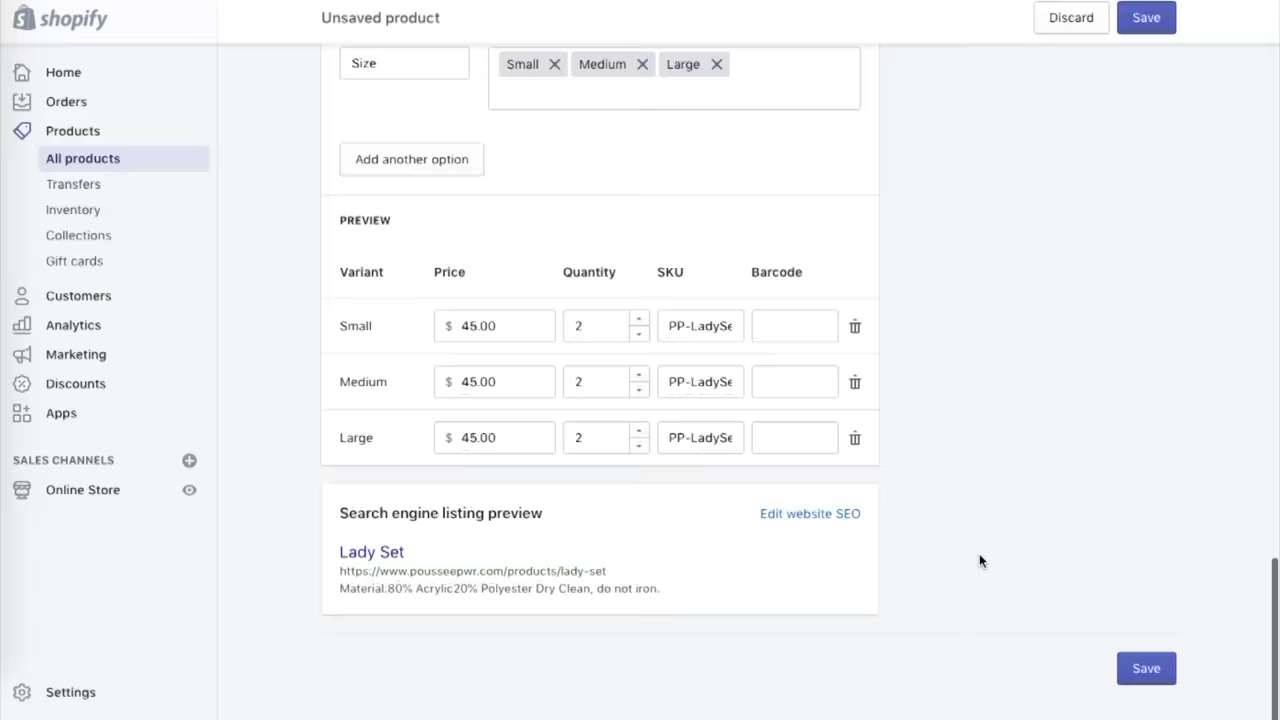 shopify
Unsaved product
Discard
Save
Home
Orders
Products
All products
Transfers
Inventory
Collections
Gift cards
Customers
Analytics
Marketing
Discounts
Apps
SALES CHANNELS
Online Store
Settings
Size
Small Medium Large
Add another option
PREVIEW
Variant Price Quantity SKU Barcode
Small $ 45.00 2 PP-LadySe
Medium $ 45.00 2 PP-LadySe
Large $ 45.00 2 PP-LadySe
Search engine listing preview
Edit website SEO
Lady Set
https://www.pousseepwr.com/products/lady-set
Material:80% Acrylic20% Polyester Dry Clean, do not iron.
Save